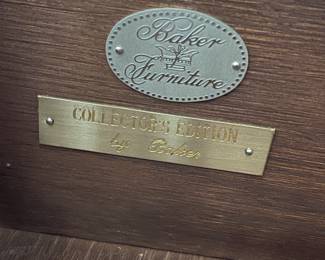 Baker
Furniture
COLLECTOR'S EDITION
by Baker